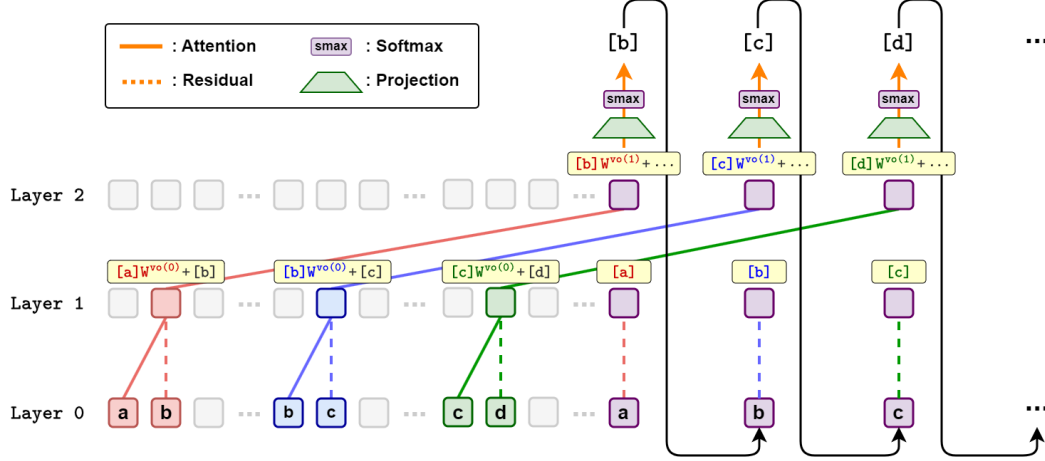 [b] [c] [d] ...
: Attention smax : Softmax
: Residual : Projection
smax smax smax
[b]W^vo(1)+... [c]W^vo(1)+... [d]W^vo(1)+...
Layer 2 ... ... ...
[a]W^vo(0)+[b] [b]W^vo(0)+[c] [c]W^vo(0)+[d] [a] [b] [c]
Layer 1 ... ... ...
Layer 0 a b ... b c ... c d ... a b c ...